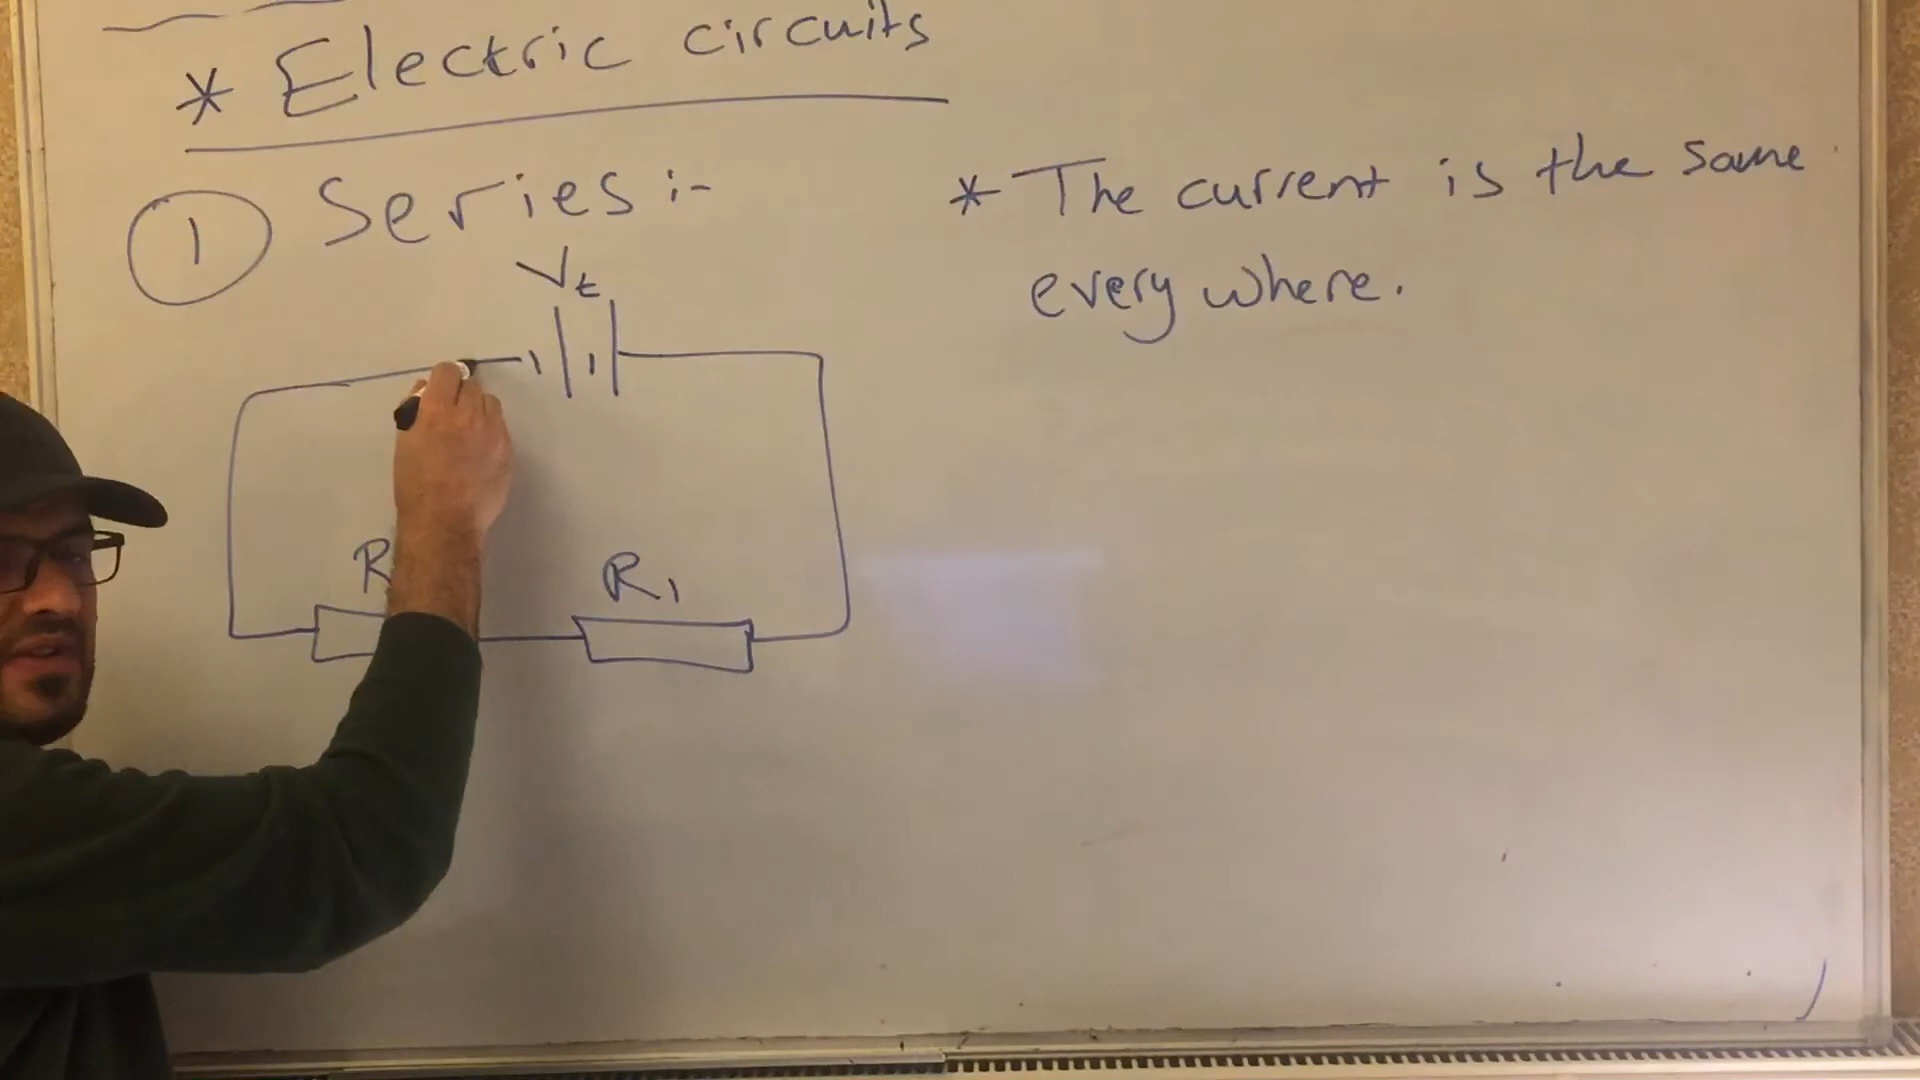 * Electric circuits
1 Series :-
* The current is the same
every where.
Vt
R
R1